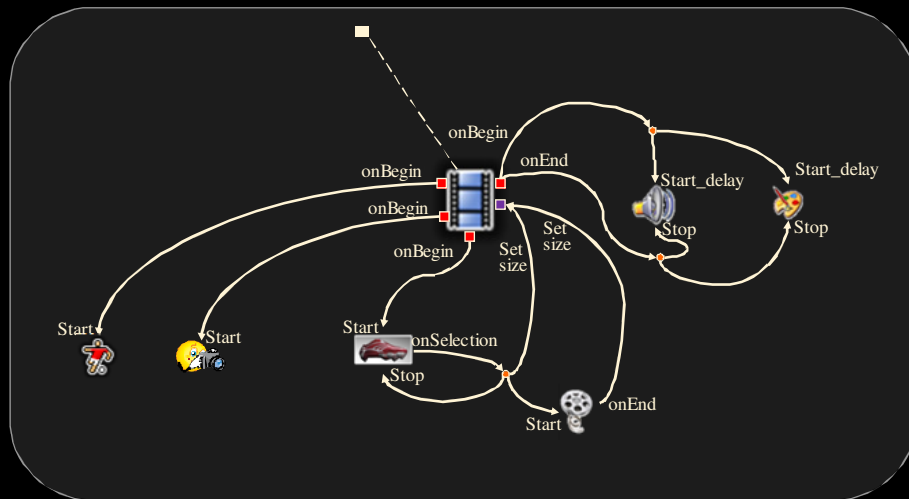 onBegin
onEnd
onBegin
Start_delay
Start_delay
onBegin
Stop
Stop
onBegin
Set
size
Set
size
Start
Start
Start
onSelection
Stop
onEnd
Start